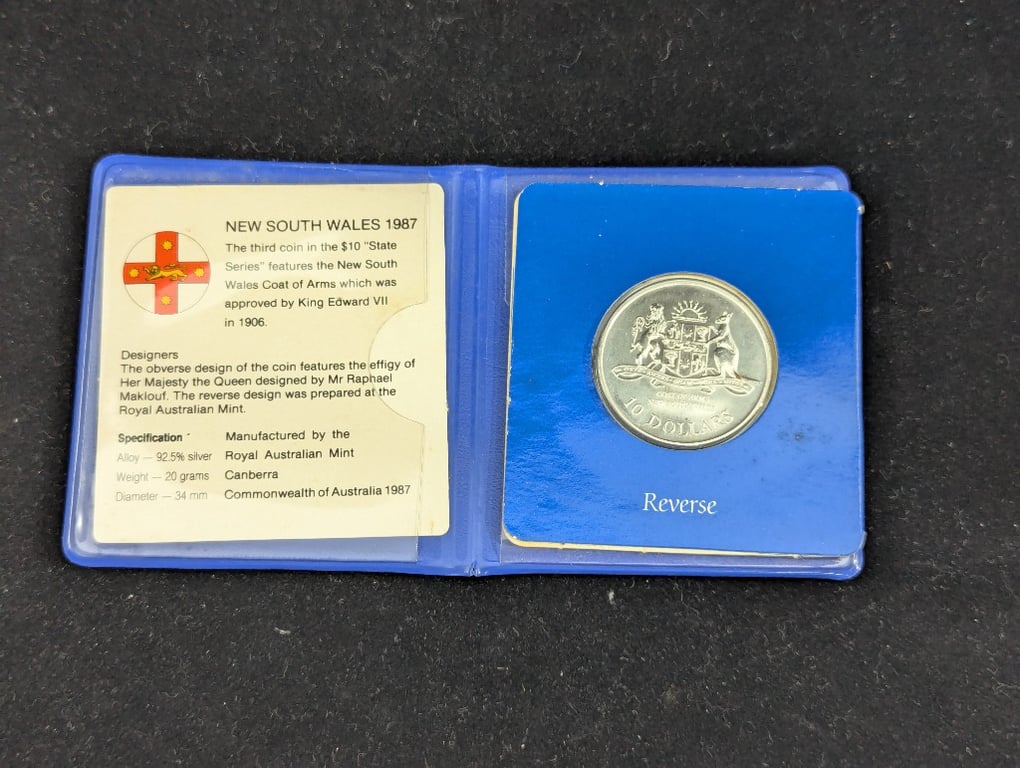 NEW SOUTH WALES 1987
The third coin in the $10 "State
Series" features the New South
Wales Coat of Arms which was
approved by King Edward VII
in 1906.
Designers
The obverse design of the coin features the effigy of
Her Majesty the Queen designed by Mr Raphael
Maklouf. The reverse design was prepared at the
Royal Australian Mint.
Specification
Alloy — 92.5% silver
Weight — 20 grams
Diameter — 34 mm
Manufactured by the
Royal Australian Mint
Canberra
Commonwealth of Australia 1987
10 DOLLARS
Reverse